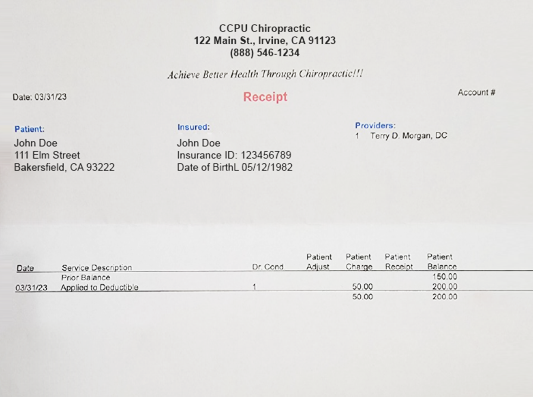 CCPU Chiropractic
122 Main St., Irvine, CA 91123
(888) 546-1234
Achieve Better Health Through Chiropractic!!!
Date: 03/31/23
Receipt
Account #
Patient:
John Doe
111 Elm Street
Bakersfield, CA 93222
Insured:
John Doe
Insurance ID: 123456789
Date of BirthL 05/12/1982
Providers:
1 Terry D. Morgan, DC
Date Service Description Dr. Cond Patient Adjust Patient Charge Patient Receipt Patient Balance
Prior Balance 150.00
03/31/23 Applied to Deductible 1 50.00 200.00
50.00 200.00